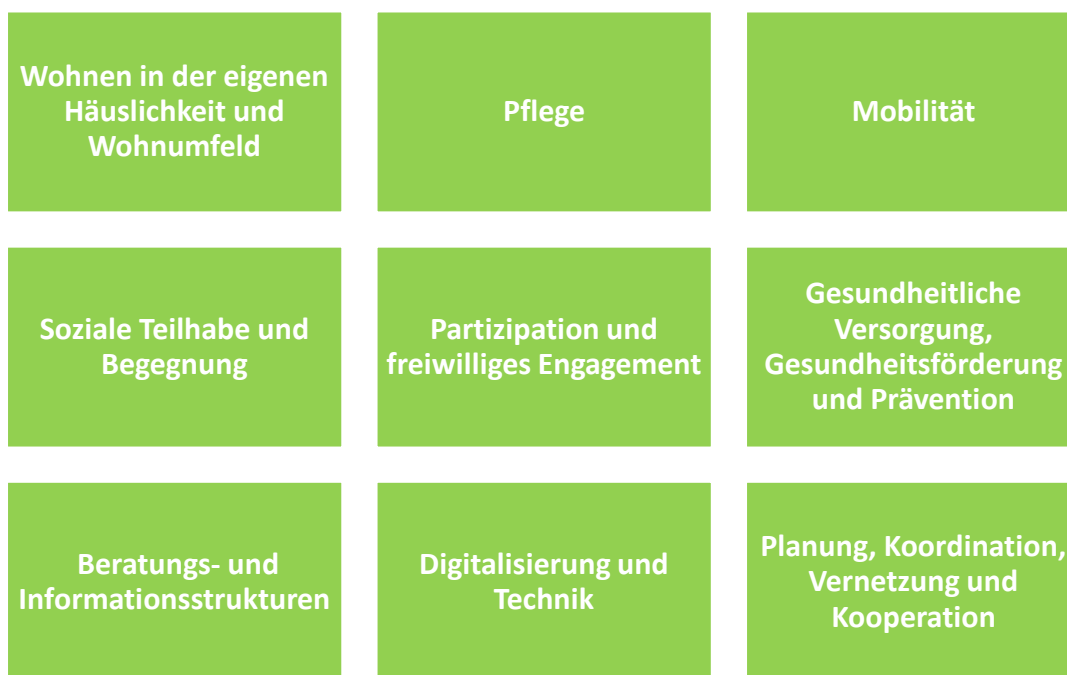 Wohnen in der eigenen
Häuslichkeit und
Wohnumfeld
Pflege
Mobilität
Soziale Teilhabe und
Begegnung
Partizipation und
freiwilliges Engagement
Gesundheitliche
Versorgung,
Gesundheitsförderung
und Prävention
Beratungs- und
Informationsstrukturen
Digitalisierung und
Technik
Planung, Koordination,
Vernetzung und
Kooperation